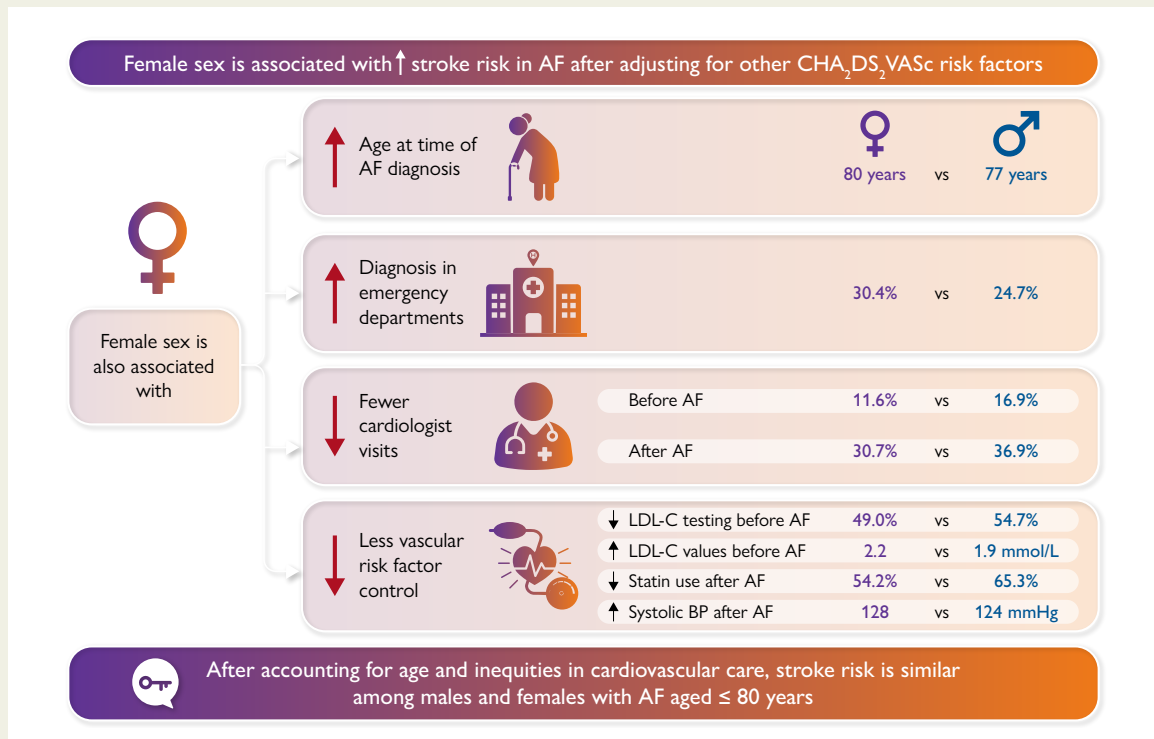 Female sex is associated with ↑ stroke risk in AF after adjusting for other CHA₂DS₂VASc risk factors
Female sex is
also associated
with
Age at time of
AF diagnosis
80 years vs 77 years
Diagnosis in
emergency
departments
30.4% vs 24.7%
Fewer
cardiologist
visits
Before AF 11.6% vs 16.9%
After AF 30.7% vs 36.9%
Less vascular
risk factor
control
↓ LDL-C testing before AF 49.0% vs 54.7%
↑ LDL-C values before AF 2.2 vs 1.9 mmol/L
↓ Statin use after AF 54.2% vs 65.3%
↑ Systolic BP after AF 128 vs 124 mmHg
After accounting for age and inequities in cardiovascular care, stroke risk is similar
among males and females with AF aged ≤ 80 years